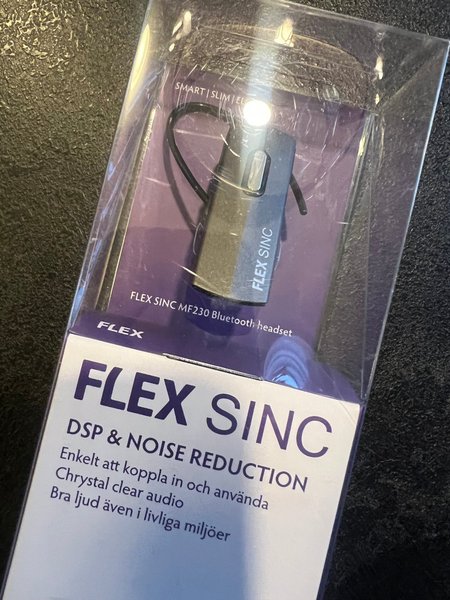 SMART | SLIM |
FLEX SINC
FLEX SINC MF230 Bluetooth headset
FLEX
FLEX SINC
DSP & NOISE REDUCTION
Enkelt att koppla in och använda
Chrystal clear audio
Bra ljud även i livliga miljöer